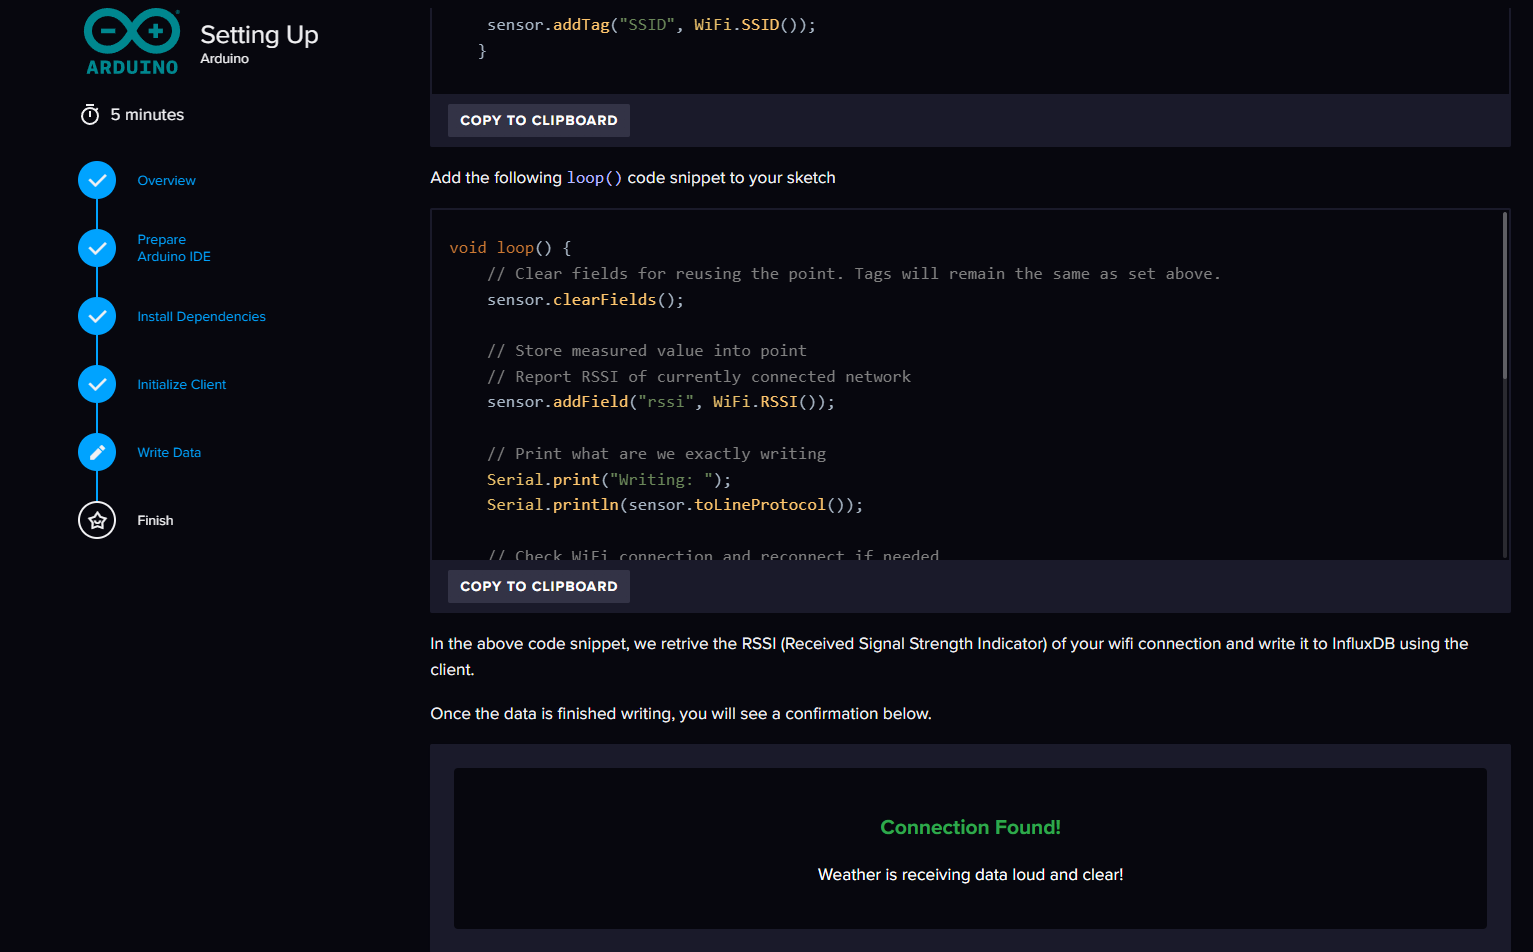 ARDUINO
Setting Up
Arduino
5 minutes
Overview
Prepare
Arduino IDE
Install Dependencies
Initialize Client
Write Data
Finish
sensor.addTag("SSID", WiFi.SSID());
}
COPY TO CLIPBOARD
Add the following loop() code snippet to your sketch
void loop() {
// Clear fields for reusing the point. Tags will remain the same as set above.
sensor.clearFields();
// Store measured value into point
// Report RSSI of currently connected network
sensor.addField("rssi", WiFi.RSSI());
// Print what are we exactly writing
Serial.print("Writing: ");
Serial.println(sensor.toLineProtocol());
// Check WiFi connection and reconnect if needed
COPY TO CLIPBOARD
In the above code snippet, we retrive the RSSI (Received Signal Strength Indicator) of your wifi connection and write it to InfluxDB using the
client.
Once the data is finished writing, you will see a confirmation below.
Connection Found!
Weather is receiving data loud and clear!